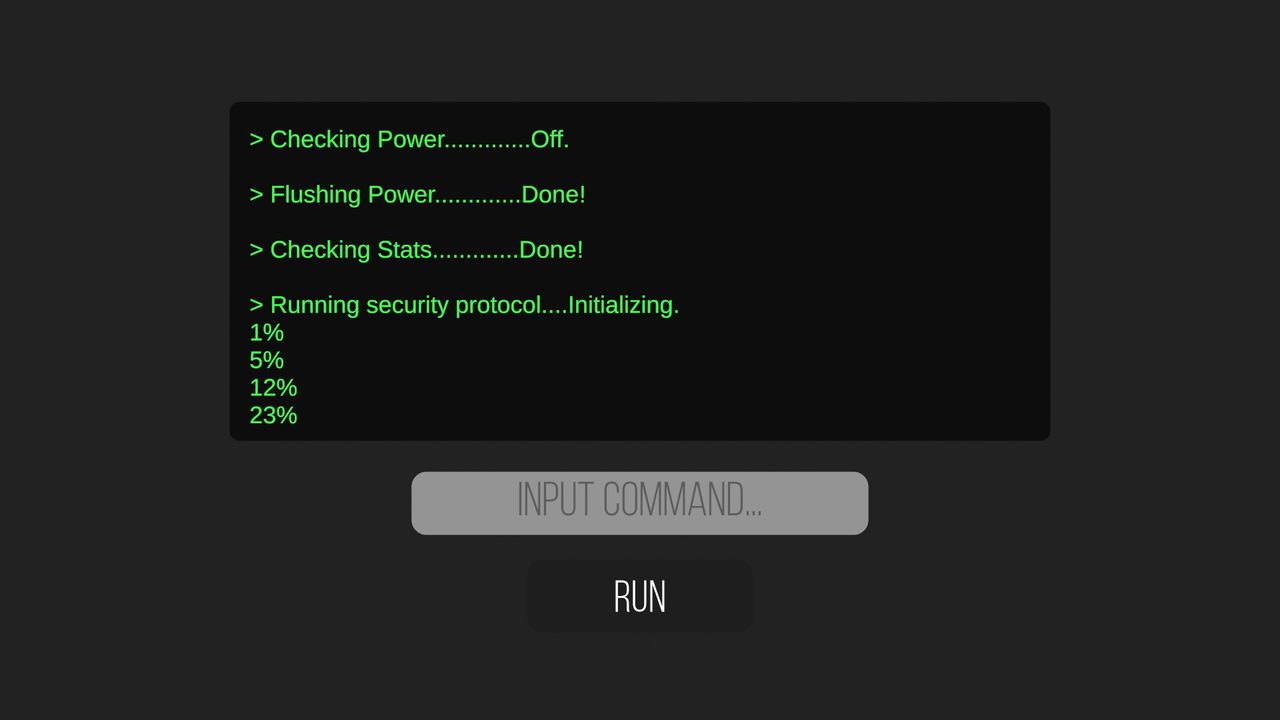 > Checking Power.............Off.
> Flushing Power.............Done!
> Checking Stats.............Done!
> Running security protocol....Initializing.
1%
5%
12%
23%
INPUT COMMAND...
RUN